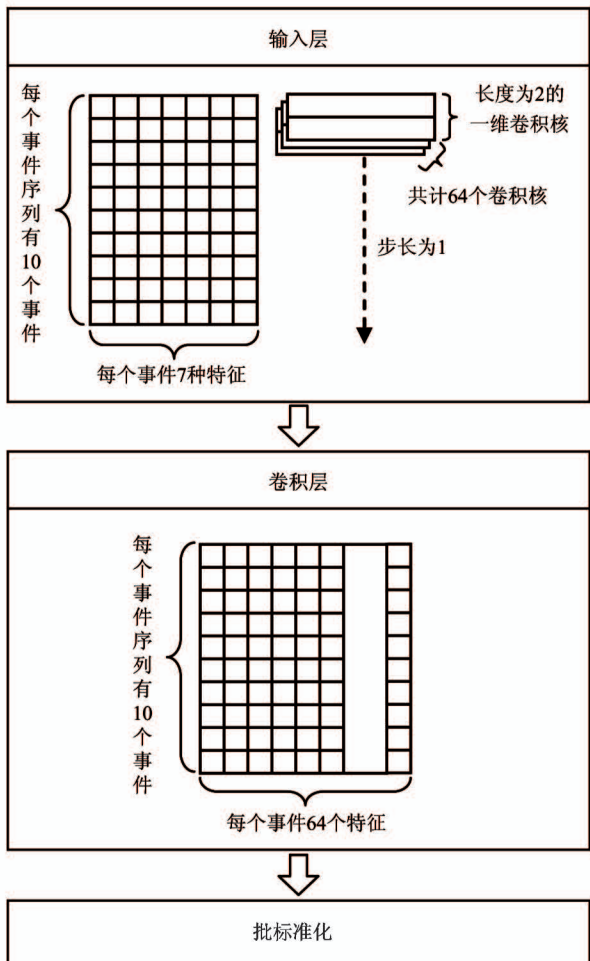 输入层
每个事件序列有10个事件
长度为2的
一维卷积核
共计64个卷积核
步长为1
每个事件7种特征
卷积层
每个事件序列有10个事件
每个事件64个特征
批标准化